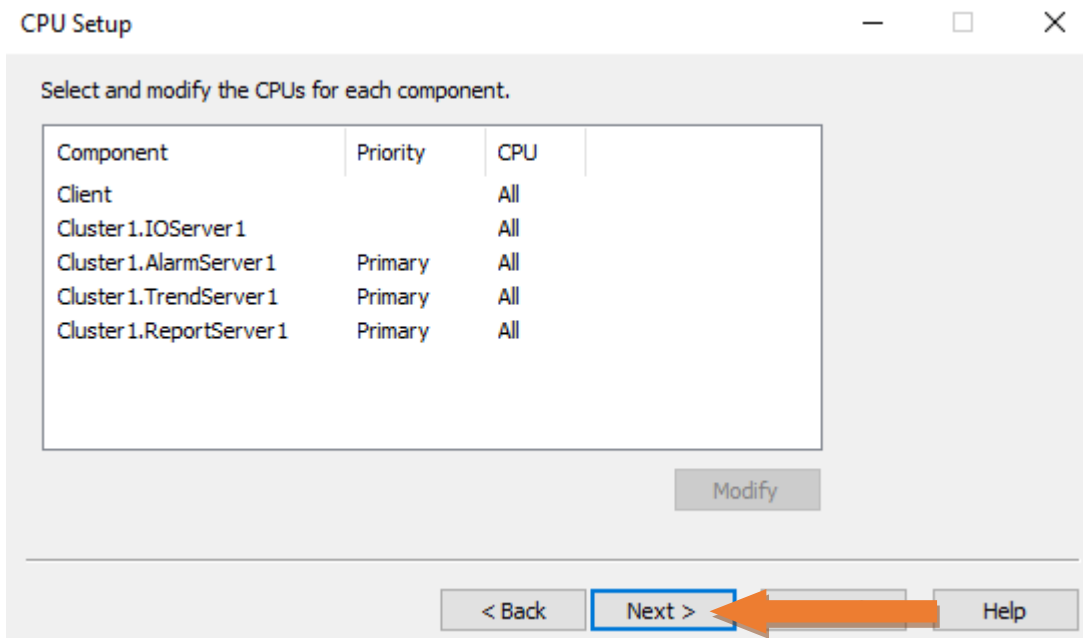 CPU Setup
Select and modify the CPUs for each component.
Component Priority CPU
Client All
Cluster1.IOServer1 All
Cluster1.AlarmServer1 Primary All
Cluster1.TrendServer1 Primary All
Cluster1.ReportServer1 Primary All
Modify
< Back Next > Help